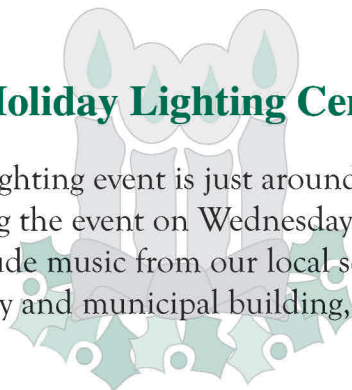 Holiday Lighting Cer
ghting event is just around
g the event on Wednesday
ude music from our local s
y and municipal building,